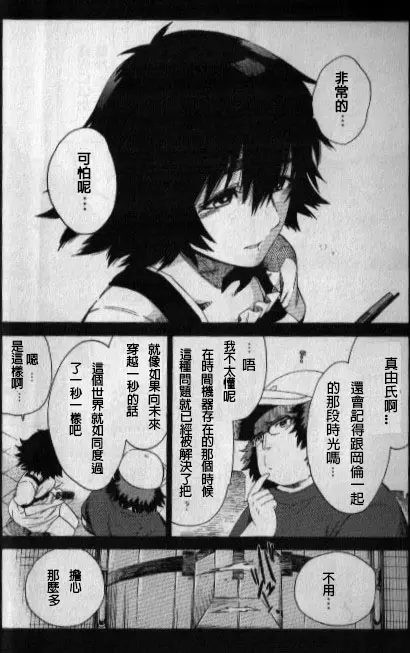 非常的…
可怕呢…
真由氏啊…
還會記得跟岡倫一起
的那段時光嗎…
唔
…
我不太懂呢
在時間機器存在的那個時候
這種問題就已經被解決了把
就像如果向未來
穿越一秒的話
這個世界就如同度過
了一秒一樣吧
嗯…
是這樣啊…
不用…
擔心
那麼多